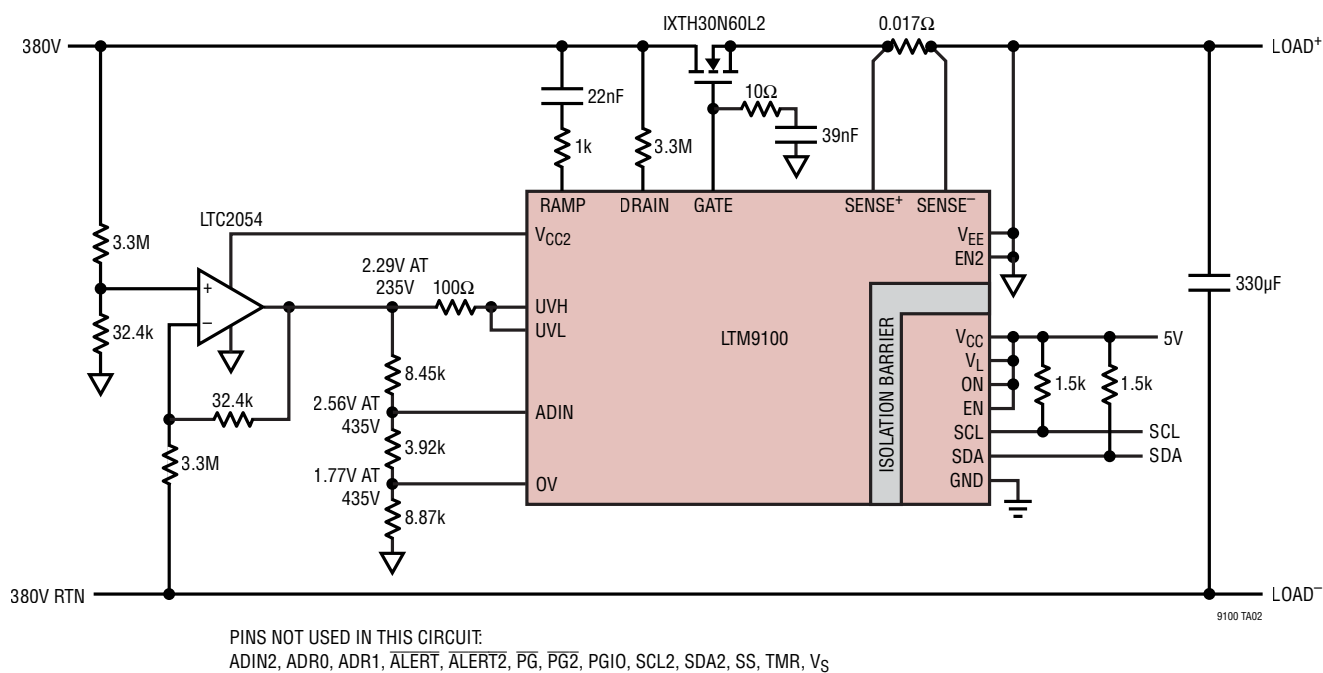 IXTH30N60L2
0.017Ω
380V
LOAD+
22nF
10Ω
1k
3.3M
39nF
RAMP
DRAIN
GATE
SENSE+
SENSE–
LTC2054
VCC2
VEE
EN2
3.3M
2.29V AT
235V
100Ω
+
–
UVH
UVL
32.4k
330µF
LTM9100
ISOLATION BARRIER
VCC
5V
VL
ON
EN
1.5k
1.5k
8.45k
32.4k
2.56V AT
435V
ADIN
SCL
SCL
SDA
SDA
3.92k
3.3M
1.77V AT
435V
OV
GND
8.87k
380V RTN
LOAD–
9100 TA02
PINS NOT USED IN THIS CIRCUIT:
ADIN2, ADR0, ADR1, ALERT, ALERT2, PG, PG2, PGIO, SCL2, SDA2, SS, TMR, VS